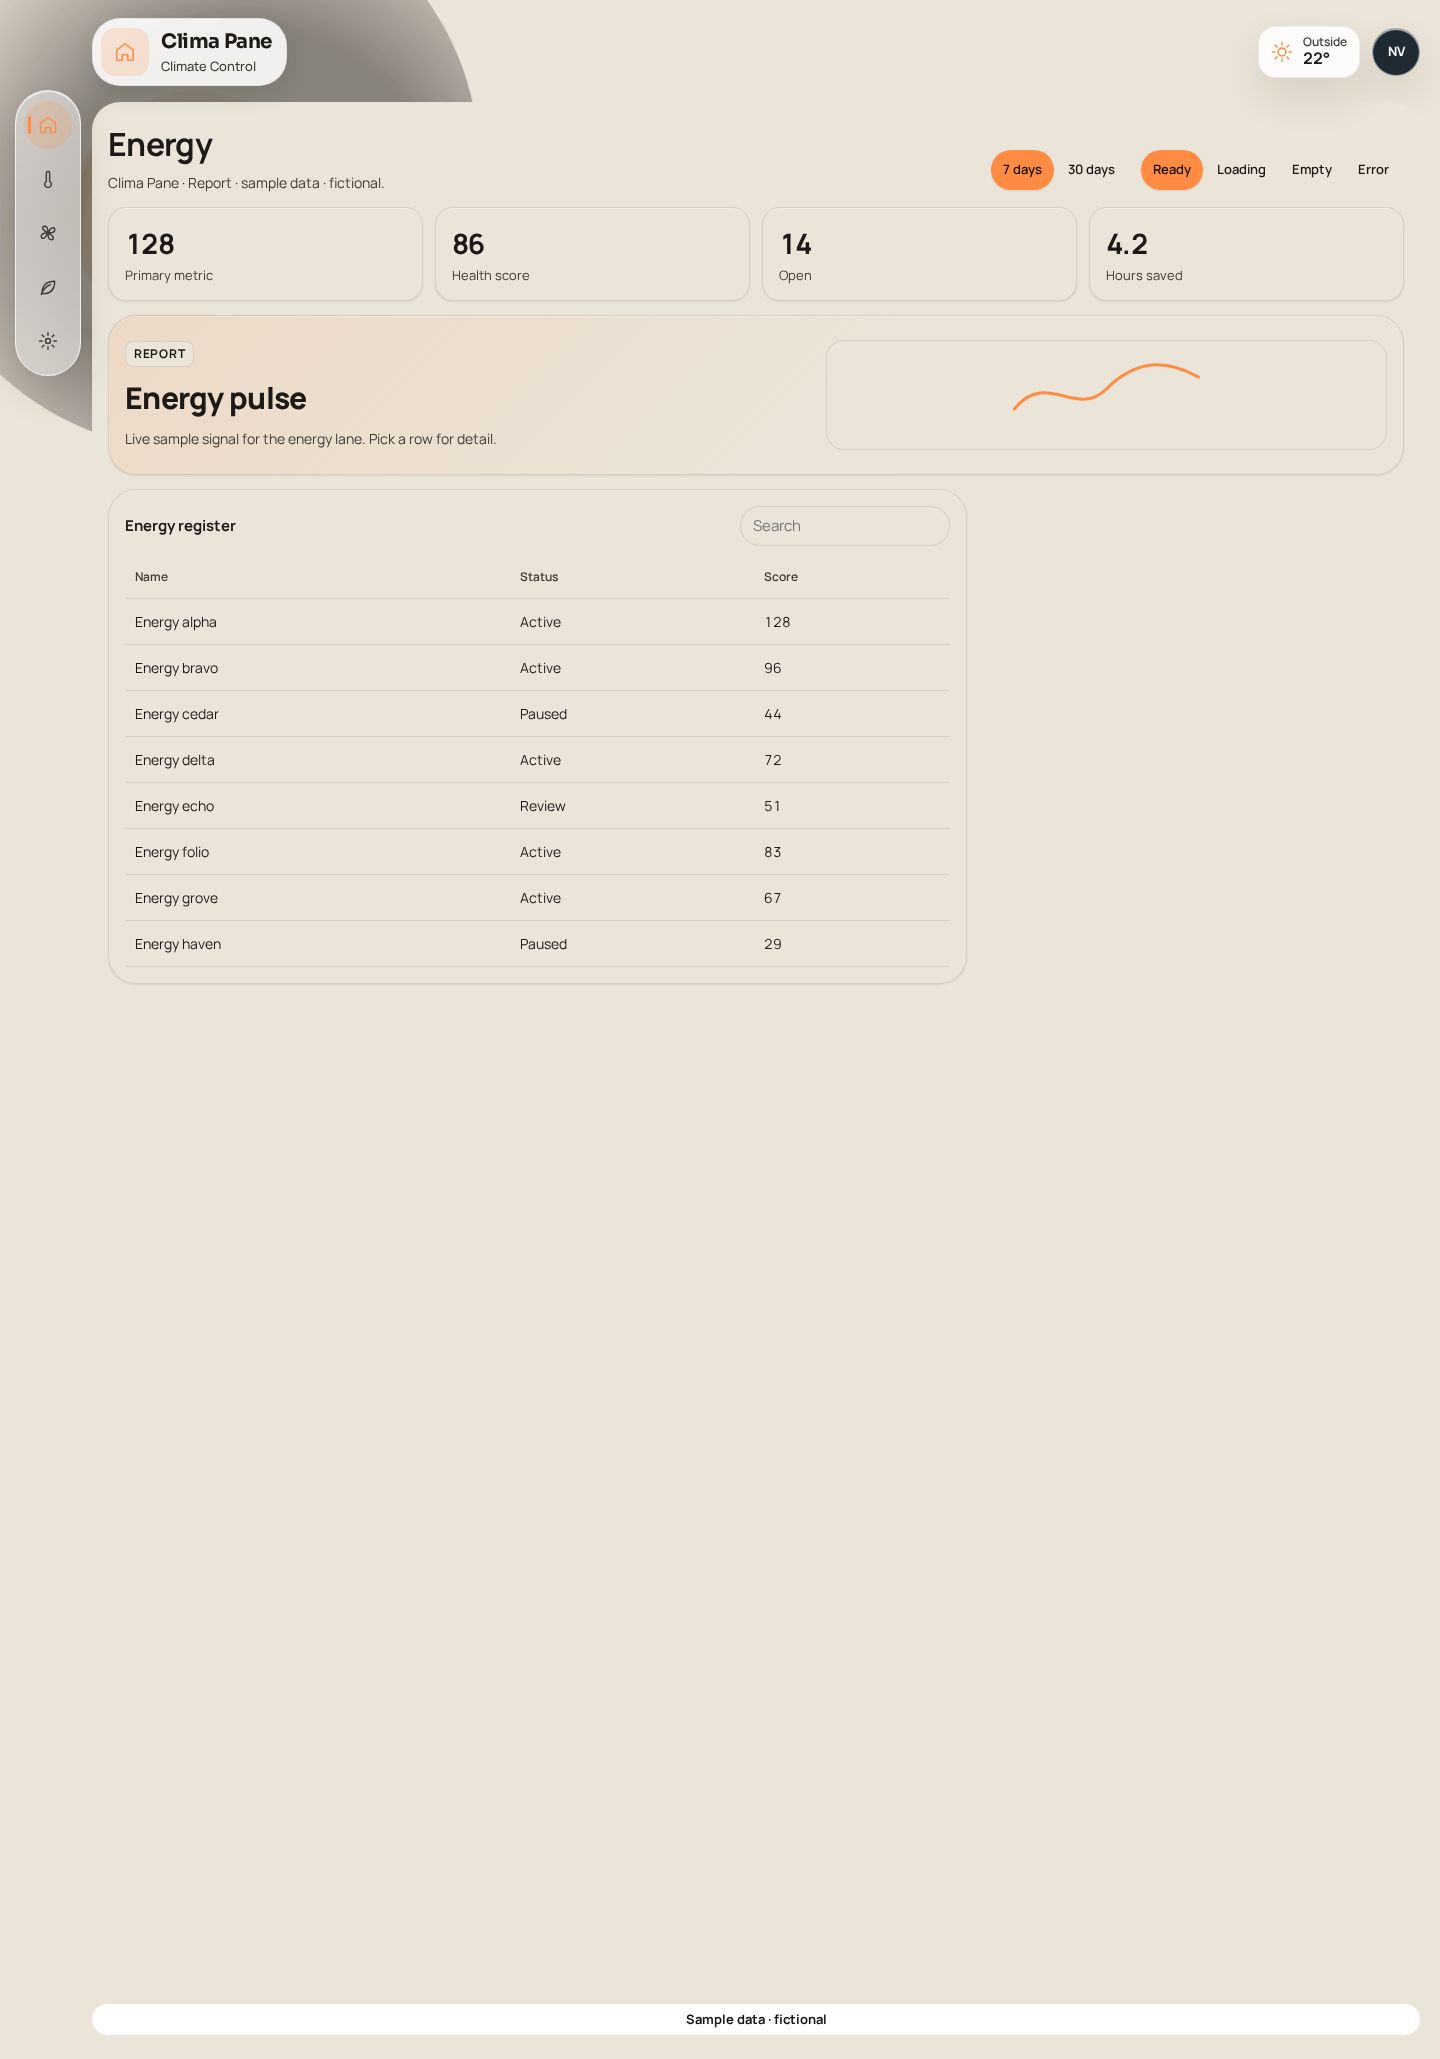 Clima Pane
Climate Control
Outside
22°
NV
Energy
Clima Pane · Report · sample data · fictional.
7 days
30 days
Ready
Loading
Empty
Error
128
Primary metric
86
Health score
14
Open
4.2
Hours saved
REPORT
Energy pulse
Live sample signal for the energy lane. Pick a row for detail.
Energy register
Search
Name Status Score
Energy alpha Active 128
Energy bravo Active 96
Energy cedar Paused 44
Energy delta Active 72
Energy echo Review 51
Energy folio Active 83
Energy grove Active 67
Energy haven Paused 29
Sample data · fictional